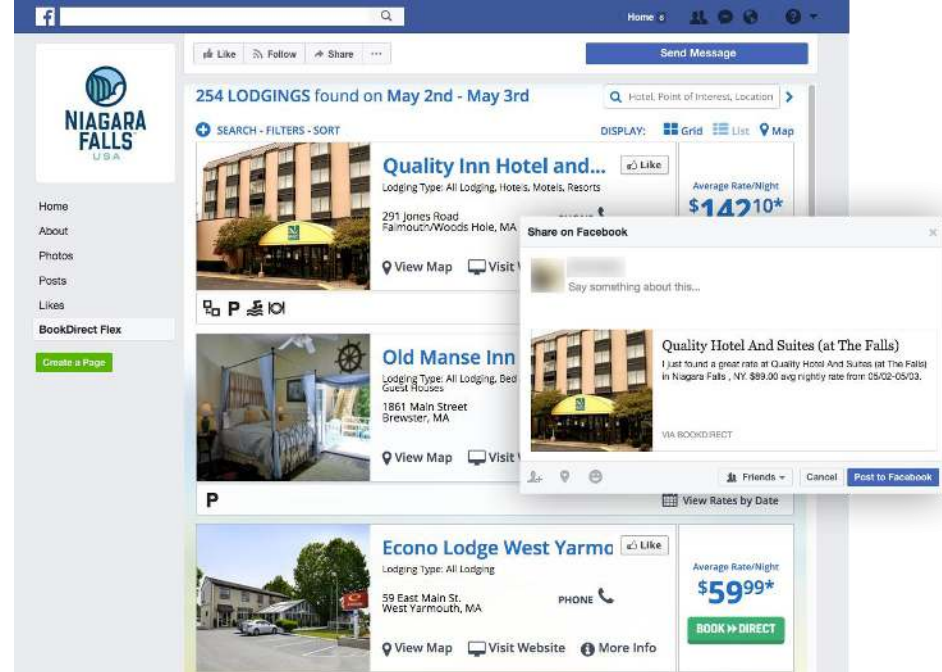 f
Home 6
NIAGARA
FALLS
USA
Home
About
Photos
Posts
Likes
BookDirect Flex
Create a Page
Like
Follow
Share
Send Message
254 LODGINGS found on May 2nd - May 3rd
Hotel, Point of Interest, Location
SEARCH - FILTERS - SORT
DISPLAY: Grid List Map
Quality Inn Hotel and...
Like
Lodging Type: All Lodging, Hotels, Motels, Resorts
291 Jones Road
Falmouth/Woods Hole, MA
View Map
Visit
Average Rate/Night
$14210*
P
Old Manse Inn
Lodging Type: All Lodging, Bed
Guest Houses
1861 Main Street
Brewster, MA
View Map
Visit
P
View Rates by Date
Econo Lodge West Yarmo
Like
Lodging Type: All Lodging
59 East Main St.
West Yarmouth, MA
PHONE
View Map
Visit Website
More Info
Average Rate/Night
$5999*
BOOK DIRECT
Share on Facebook
Say something about this...
Quality Hotel And Suites (at The Falls)
I just found a great rate at Quality Hotel And Suites (at The Falls)
in Niagara Falls , NY. $89.00 avg nightly rate from 05/02-05/03.
VIA BOOKDIRECT
Friends
Cancel
Post to Facebook